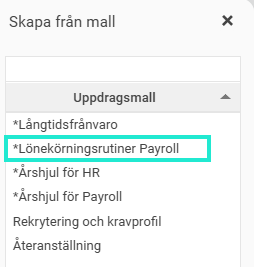 Skapa från mall
Uppdragsmall
*Långtidsfrånvaro
*Lönekörningsrutiner Payroll
*Årshjul för HR
*Årshjul för Payroll
Rekrytering och kravprofil
Återanställning